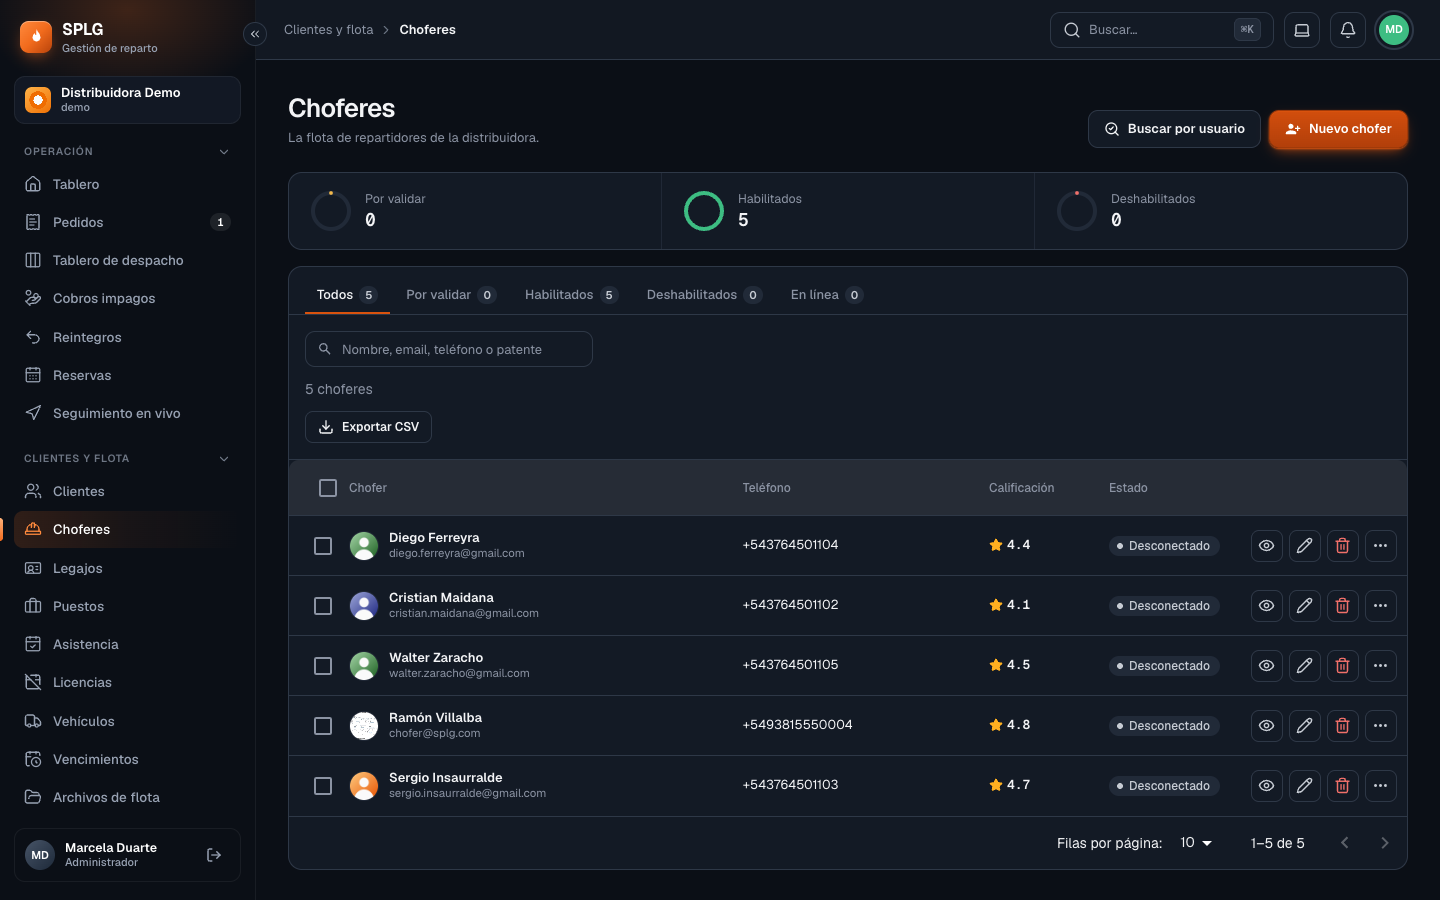 SPLG
Gestión de reparto
Distribuidora Demo
demo
OPERACIÓN
Tablero
Pedidos 1
Tablero de despacho
Cobros impagos
Reintegros
Reservas
Seguimiento en vivo
CLIENTES Y FLOTA
Clientes
Choferes
Legajos
Puestos
Asistencia
Licencias
Vehículos
Vencimientos
Archivos de flota
MD
Marcela Duarte
Administrador
Clientes y flota > Choferes
Buscar... ⌘K
MD
Choferes
La flota de repartidores de la distribuidora.
Buscar por usuario
Nuevo chofer
Por validar
0
Habilitados
5
Deshabilitados
0
Todos 5 Por validar 0 Habilitados 5 Deshabilitados 0 En línea 0
Nombre, email, teléfono o patente
5 choferes
Exportar CSV
Chofer Teléfono Calificación Estado
Diego Ferreyra
diego.ferreyra@gmail.com
+543764501104 4.4 Desconectado
Cristian Maidana
cristian.maidana@gmail.com
+543764501102 4.1 Desconectado
Walter Zaracho
walter.zaracho@gmail.com
+543764501105 4.5 Desconectado
Ramón Villalba
chofer@splg.com
+5493815550004 4.8 Desconectado
Sergio Insaurralde
sergio.insaurralde@gmail.com
+543764501103 4.7 Desconectado
Filas por página: 10 1–5 de 5